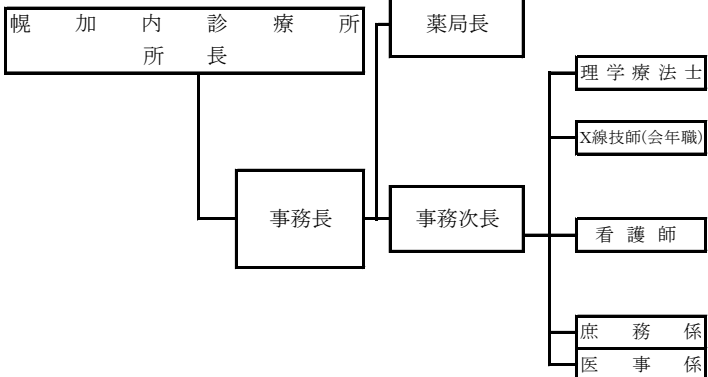 幌加内診療所
所長
薬局長
理学療法士
X線技師(会年職)
事務長
事務次長
看護師
庶務係
医事係